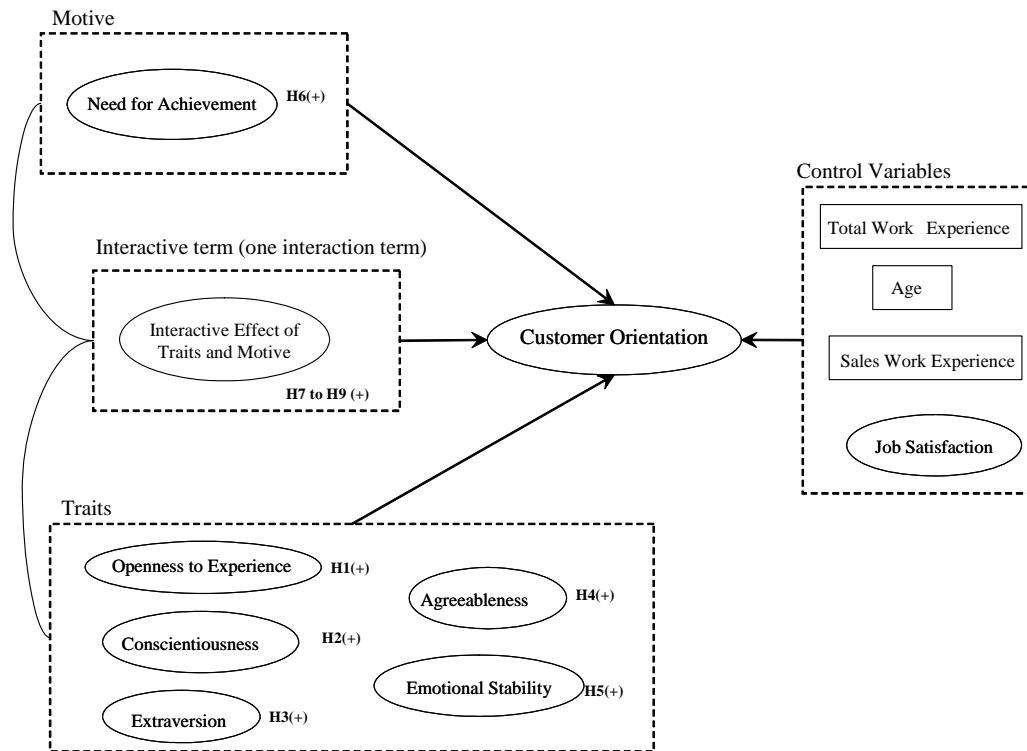 Motive
Need for Achievement
H6(+)
Control Variables
Total Work Experience
Age
Sales Work Experience
Job Satisfaction
Interactive term (one interaction term)
Interactive Effect of
Traits and Motive
H7 to H9 (+)
Customer Orientation
Traits
Openness to Experience
H1(+)
Conscientiousness
H2(+)
Extraversion
H3(+)
Agreeableness
H4(+)
Emotional Stability
H5(+)